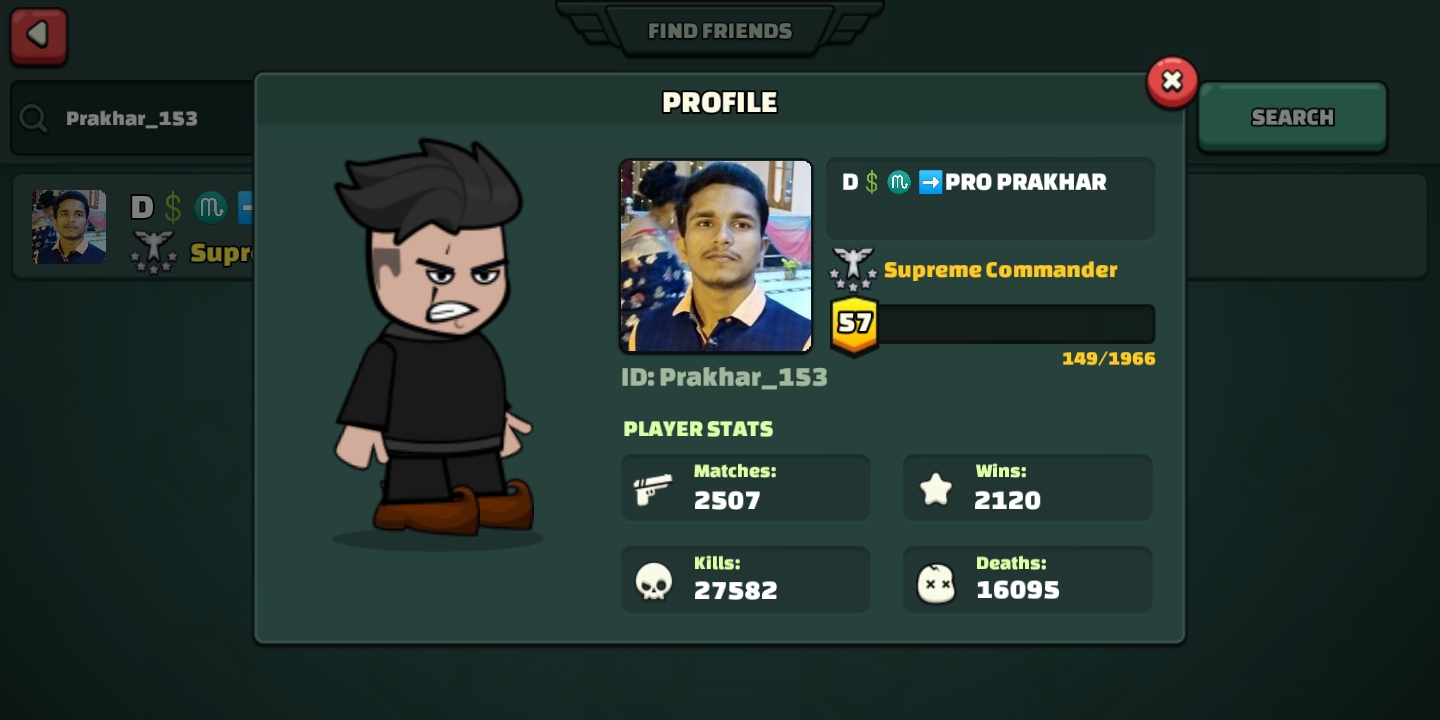 FIND FRIENDS
Prakhar_153
SEARCH
D $ ♏ ➡
Supr
PROFILE
D $ ♏ ➡PRO PRAKHAR
Supreme Commander
57
149/1966
ID: Prakhar_153
PLAYER STATS
Matches:
2507
Wins:
2120
Kills:
27582
Deaths:
16095